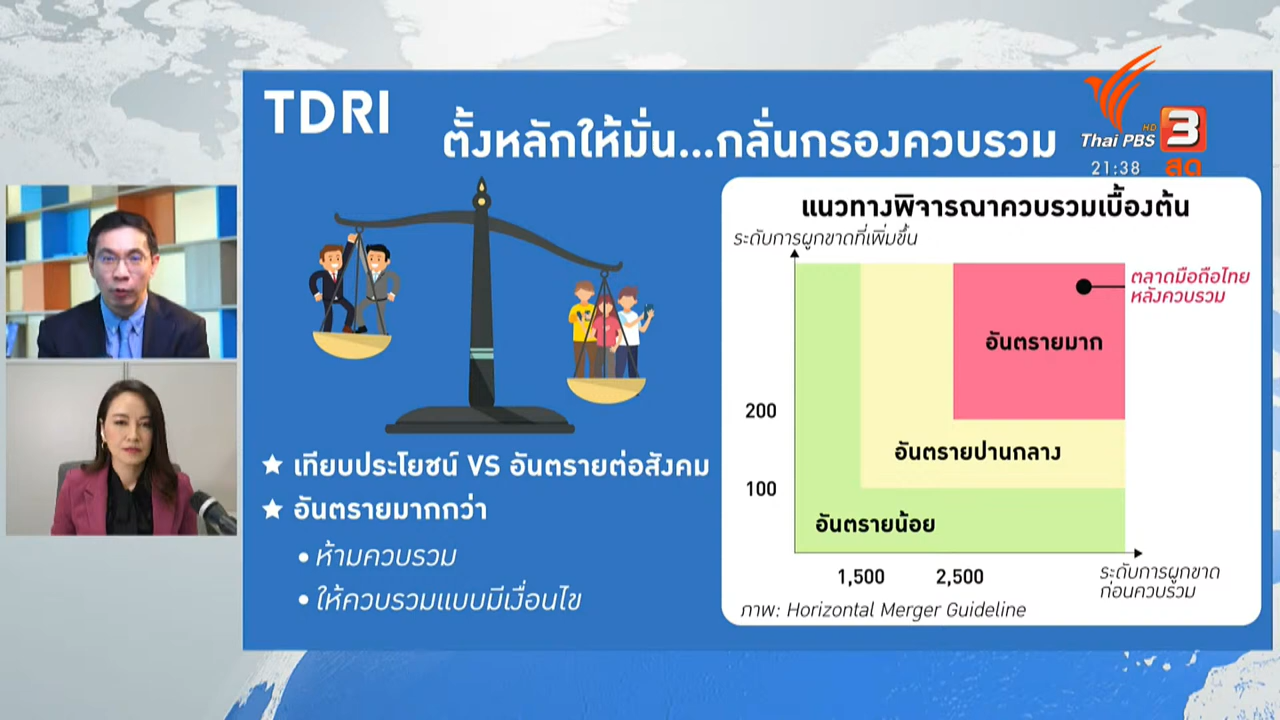 TDRI
ตั้งหลักให้มั่น...กลั่นกรองควบรวม
Thai PBS HD 3
21:38 สด
แนวทางพิจารณาควบรวมเบื้องต้น
ระดับการผูกขาดที่เพิ่มขึ้น
ตลาดมือถือไทย
หลังควบรวม
อันตรายมาก
200
อันตรายปานกลาง
100
อันตรายน้อย
1,500 2,500
ระดับการผูกขาด
ก่อนควบรวม
ภาพ: Horizontal Merger Guideline
★ เทียบประโยชน์ VS อันตรายต่อสังคม
★ อันตรายมากกว่า
• ห้ามควบรวม
• ให้ควบรวมแบบมีเงื่อนไข